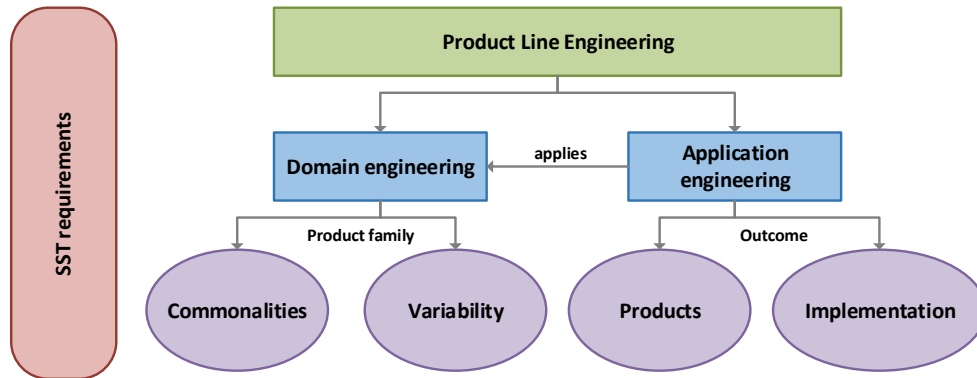 SST requirements
Product Line Engineering
Domain engineering
applies
Application
engineering
Product family
Outcome
Commonalities
Variability
Products
Implementation